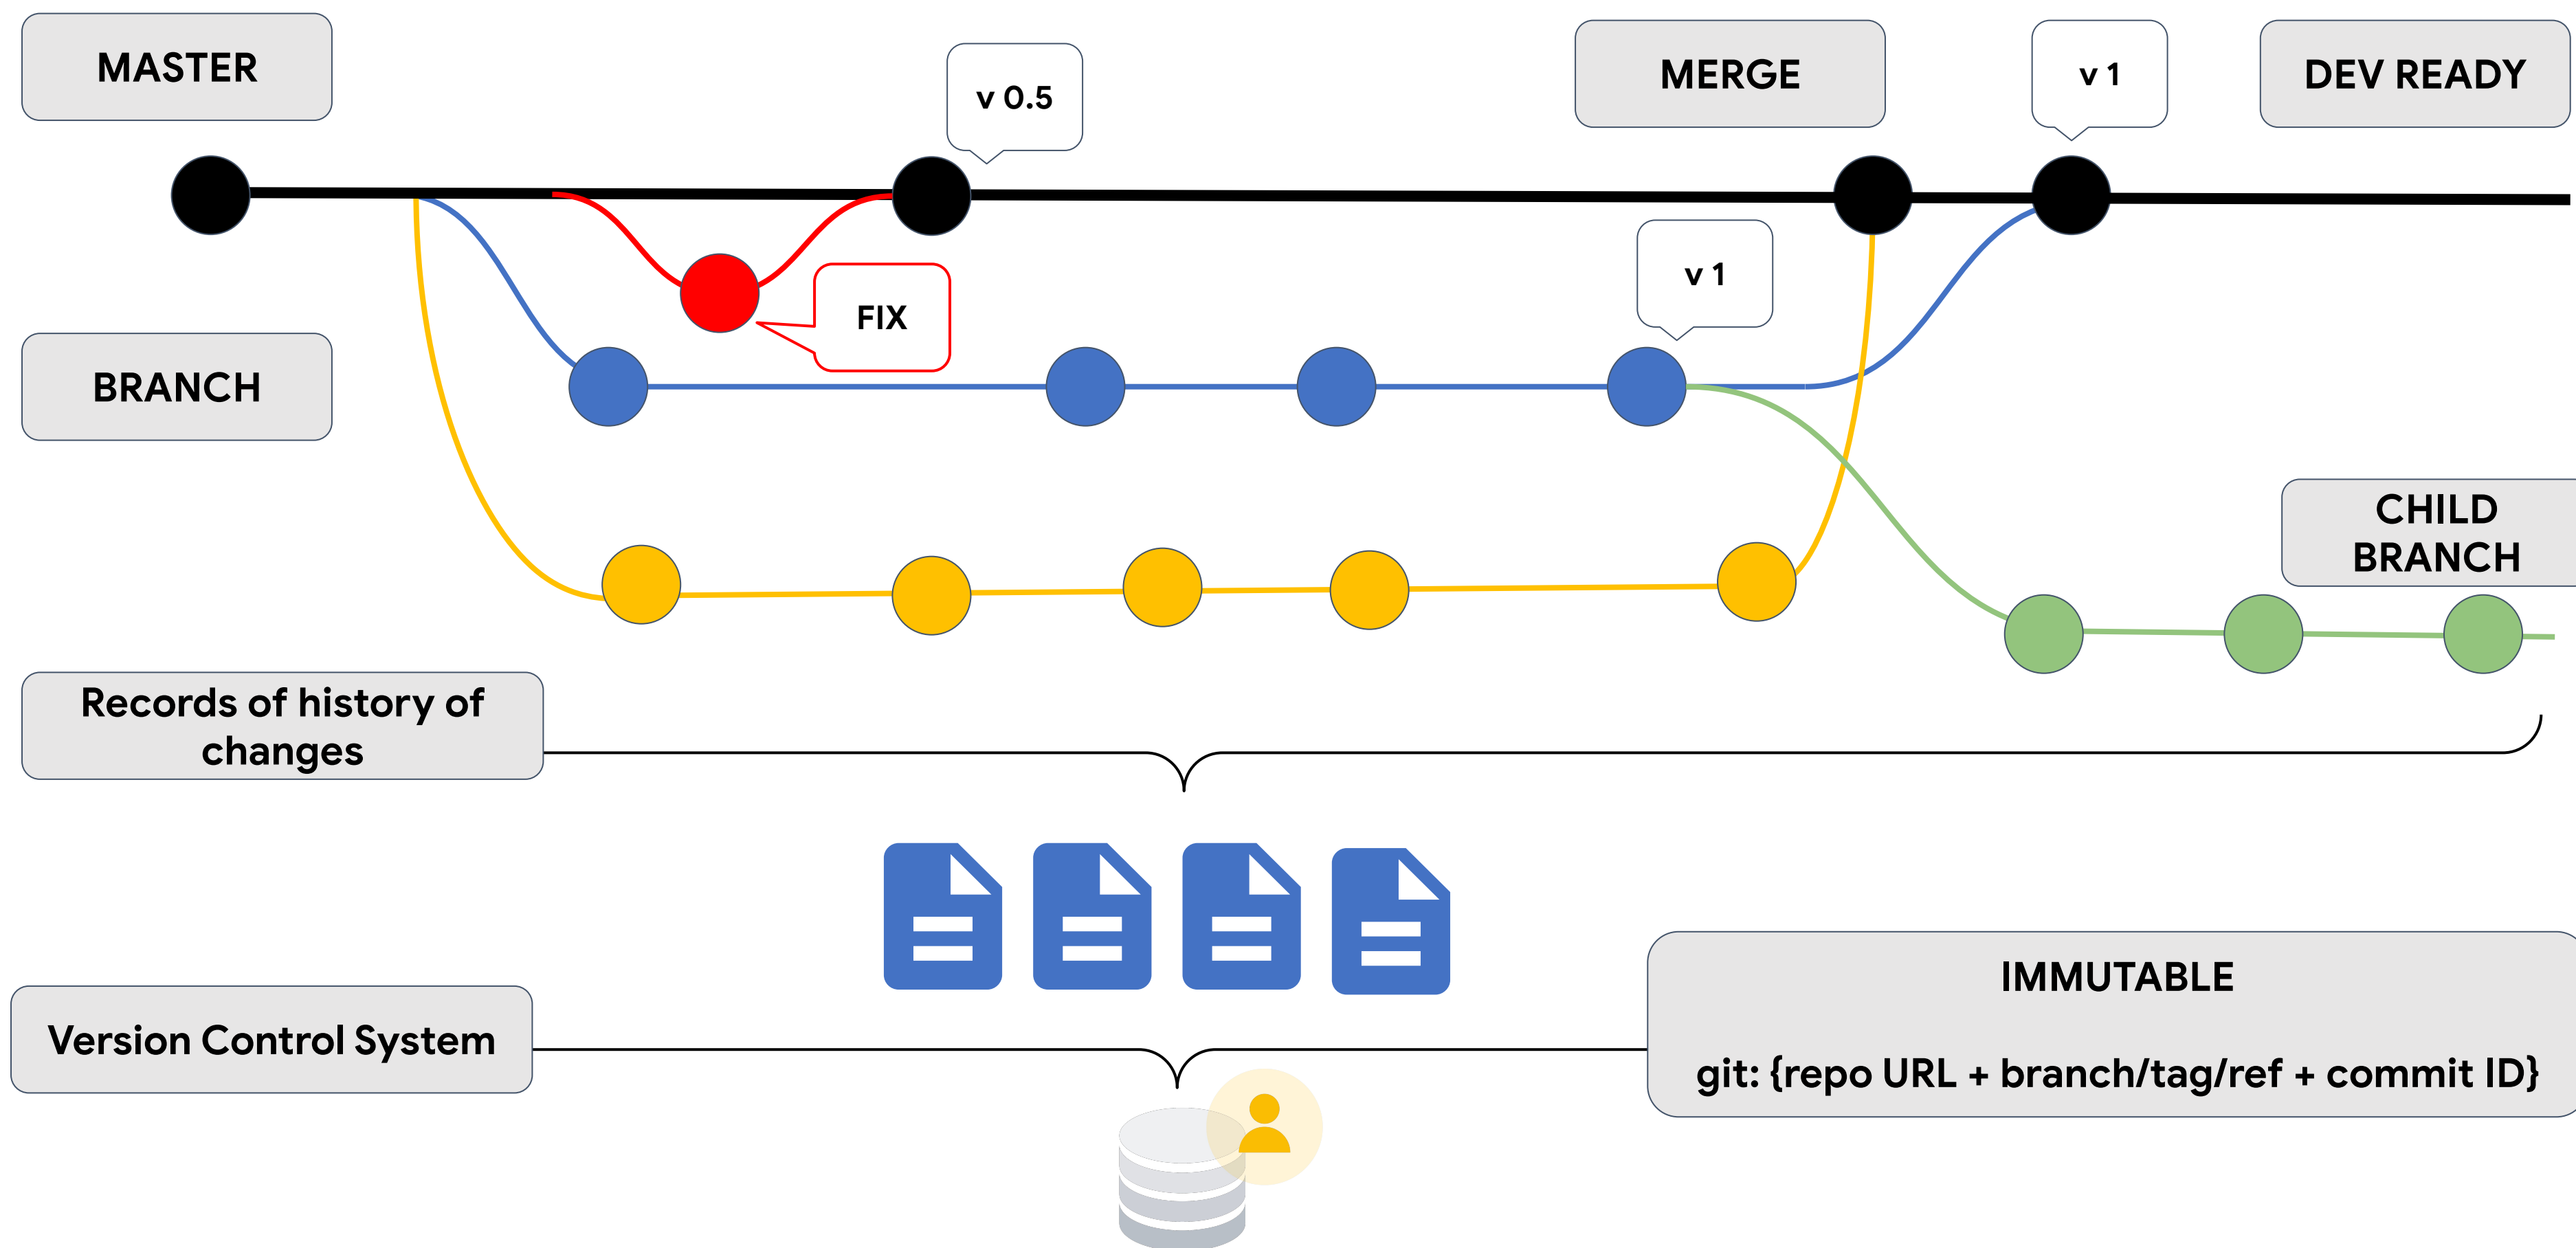 MASTER
v 0.5
MERGE
v 1
DEV READY
v 1
FIX
BRANCH
CHILD
BRANCH
Records of history of
changes
IMMUTABLE
Version Control System
git: {repo URL + branch/tag/ref + commit ID}